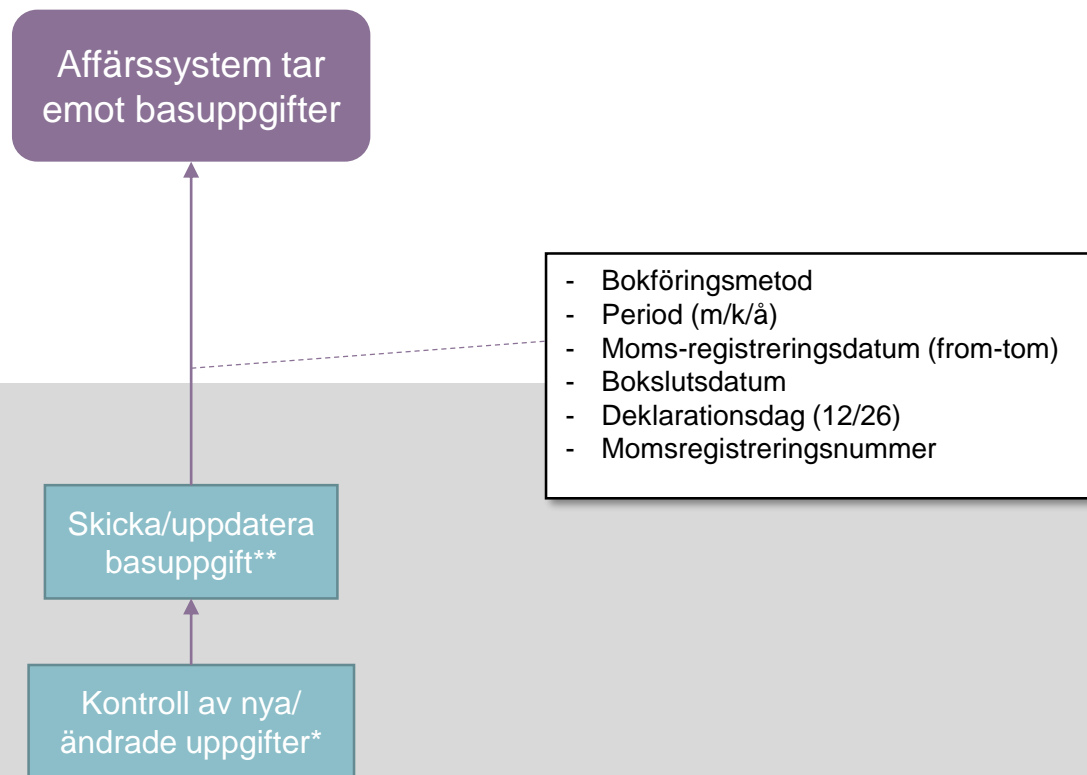 Affärssystem tar
emot basuppgifter
- Bokföringsmetod
- Period (m/k/å)
- Moms-registreringsdatum (from-tom)
- Bokslutsdatum
- Deklarationsdag (12/26)
- Momsregistreringsnummer
Skicka/uppdatera
basuppgift**
Kontroll av nya/
ändrade uppgifter*